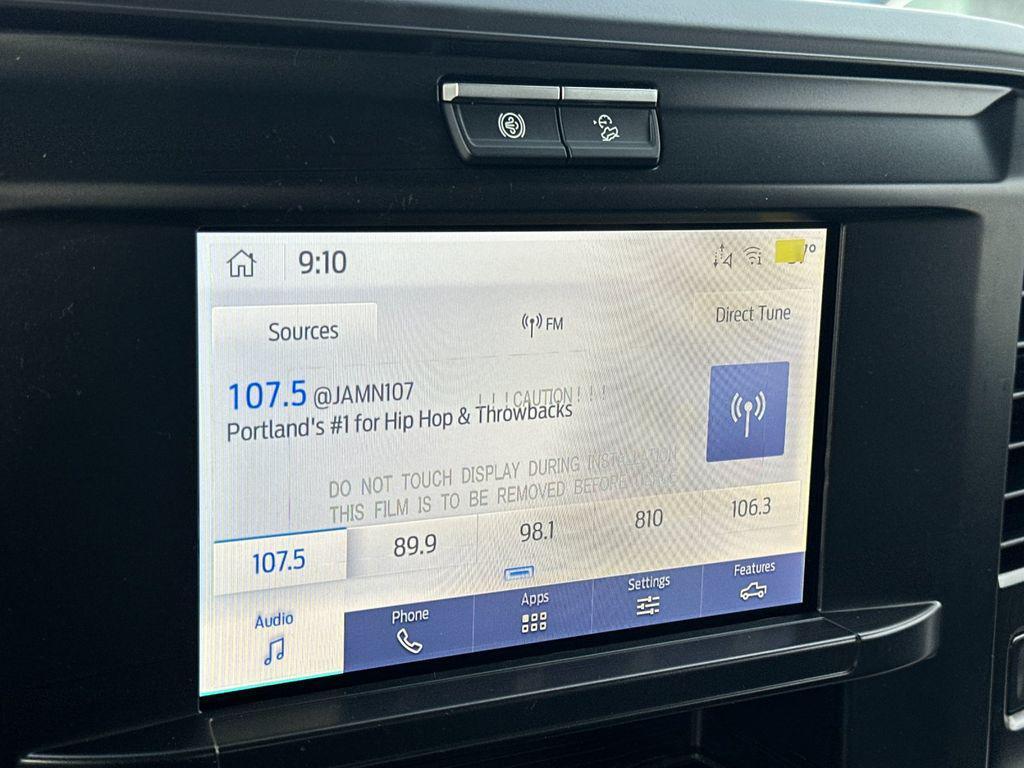 9:10
Sources
FM
Direct Tune
107.5 @JAMN107
! ! ! CAUTION ! ! !
Portland's #1 for Hip Hop & Throwbacks
DO NOT TOUCH DISPLAY DURING INSTALLATION
THIS FILM IS TO BE REMOVED BEFORE
107.5
89.9
98.1
810
106.3
Audio
Phone
Apps
Settings
Features